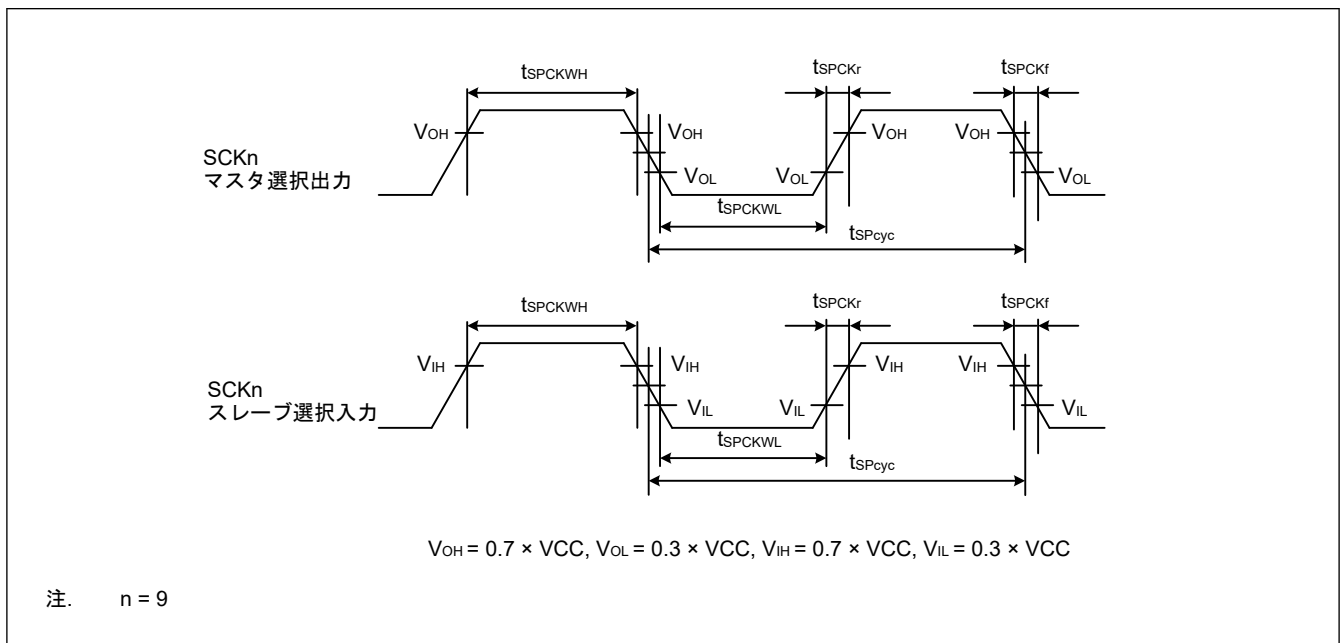 tSPCKWH tSPCKr tSPCKf
VOH VOH VOH VOH
SCKn
マスタ選択出力
VOL VOL VOL
tSPCKWL
tSPcyc
tSPCKWH tSPCKr tSPCKf
VIH VIH VIH VIH
SCKn
スレーブ選択入力
VIL VIL VIL
tSPCKWL
tSPcyc
VOH = 0.7 × VCC, VOL = 0.3 × VCC, VIH = 0.7 × VCC, VIL = 0.3 × VCC
注. n = 9